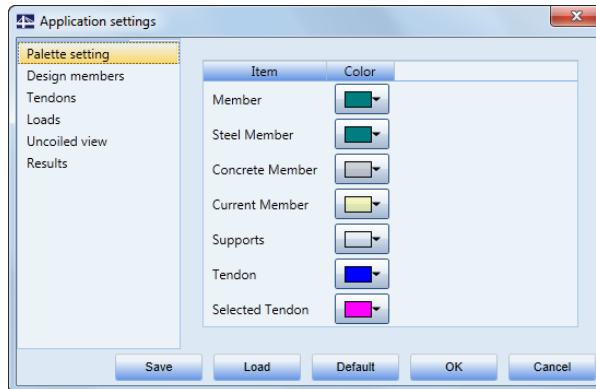 Application settings
Palette setting
Design members
Tendons
Loads
Uncoiled view
Results
Item Color
Member
Steel Member
Concrete Member
Current Member
Supports
Tendon
Selected Tendon
Save Load Default OK Cancel